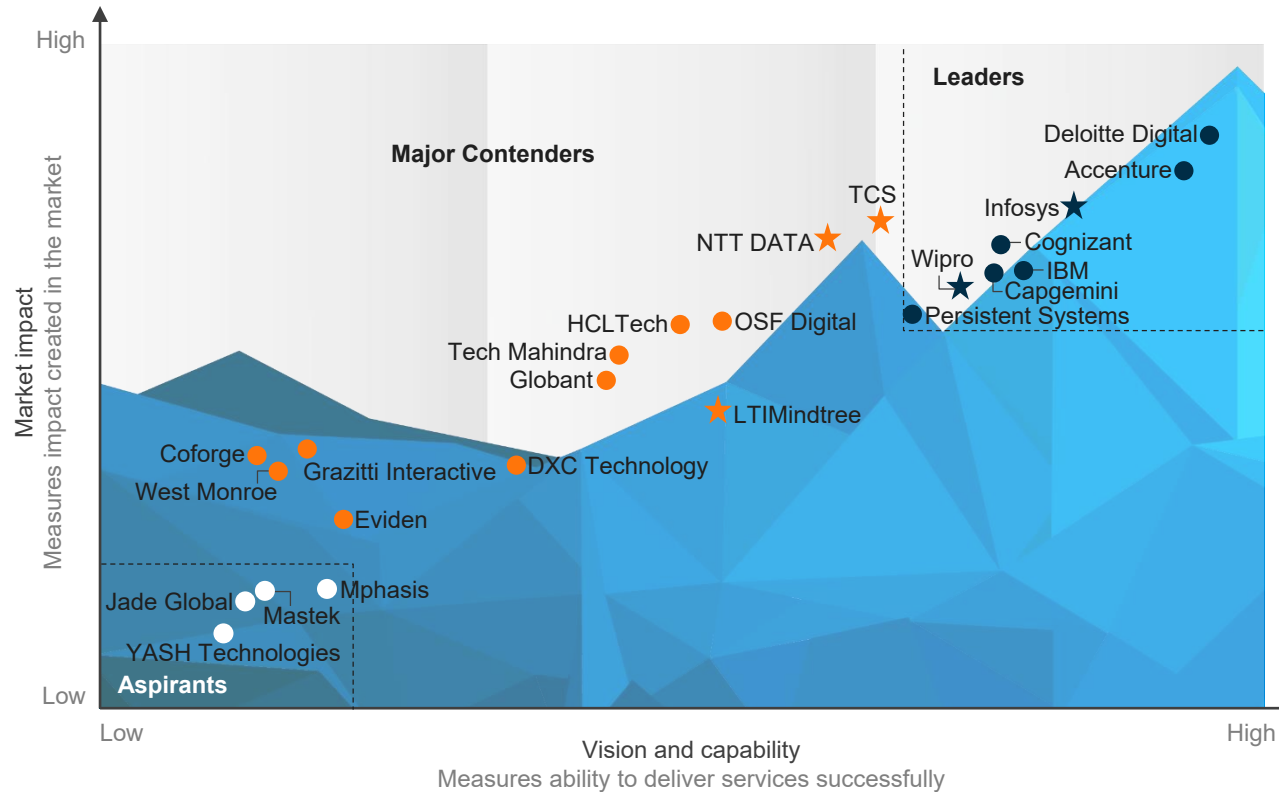 High
Leaders
Deloitte Digital
Major Contenders
Accenture
TCS
Infosys
NTT DATA
Cognizant
Wipro
IBM
Capgemini
Persistent Systems
HCLTech
OSF Digital
Tech Mahindra
Globant
LTIMindtree
Coforge
Grazitti Interactive
DXC Technology
West Monroe
Eviden
Mphasis
Jade Global
Mastek
YASH Technologies
Aspirants
Market impact
Measures impact created in the market
Low
Low
High
Vision and capability
Measures ability to deliver services successfully